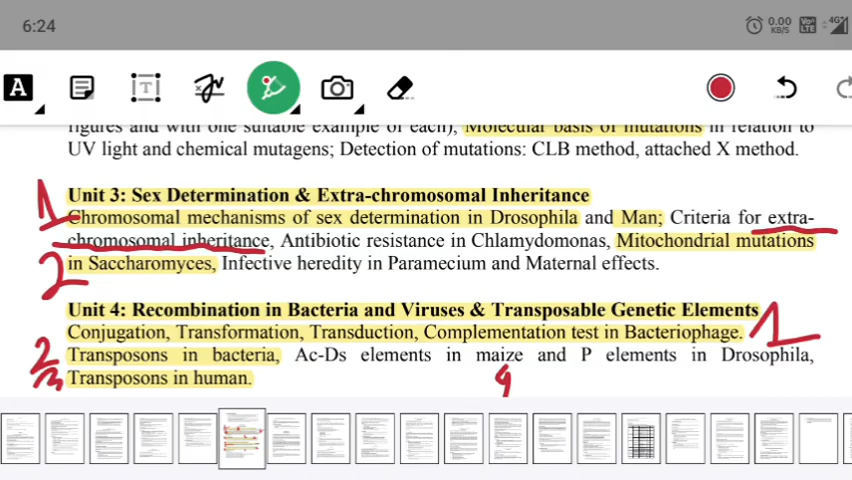 6:24
0.00
KB/S
Vo)
LTE
4G+
A
T
figures and with one suitable example of each), Molecular basis of mutations in relation to
UV light and chemical mutagens; Detection of mutations: CLB method, attached X method.
Unit 3: Sex Determination & Extra-chromosomal Inheritance
1
Chromosomal mechanisms of sex determination in Drosophila and Man; Criteria for extra-
chromosomal inheritance, Antibiotic resistance in Chlamydomonas, Mitochondrial mutations
2
in Saccharomyces, Infective heredity in Paramecium and Maternal effects.
Unit 4: Recombination in Bacteria and Viruses & Transposable Genetic Elements
Conjugation, Transformation, Transduction, Complementation test in Bacteriophage.
1
2
Transposons in bacteria, Ac-Ds elements in maize and P elements in Drosophila,
3
Transposons in human.